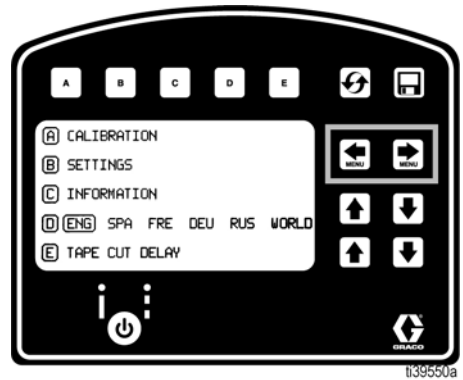 A B C D E
A CALIBRATION
MENU MENU
B SETTINGS
C INFORMATION
D ENG SPA FRE DEU RUS WORLD
E TAPE CUT DELAY
GRACO
ti39550a